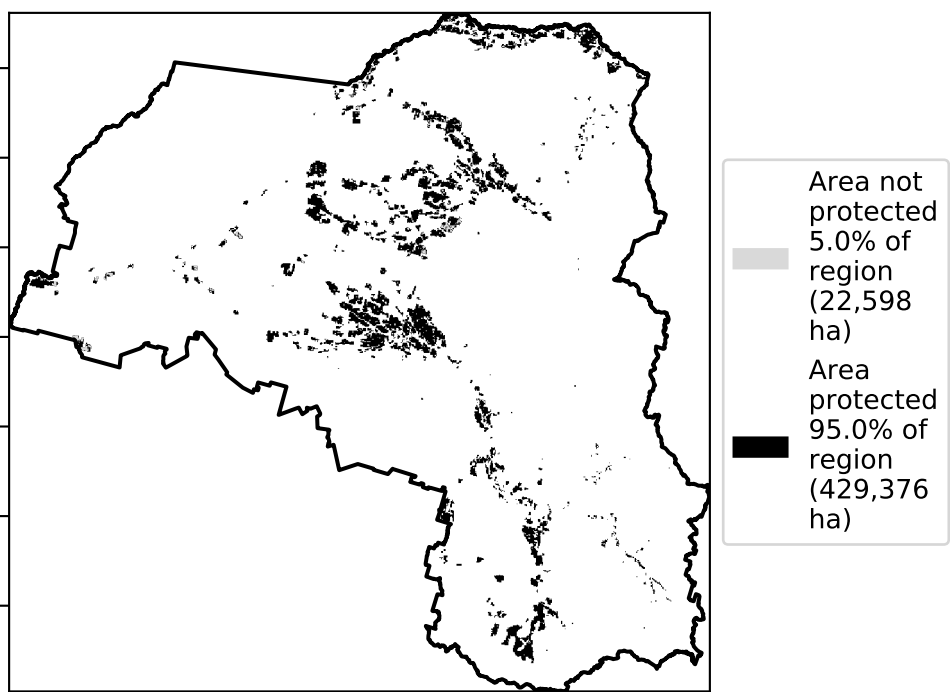 Area not
protected
5.0% of
region
(22,598
ha)
Area
protected
95.0% of
region
(429,376
ha)